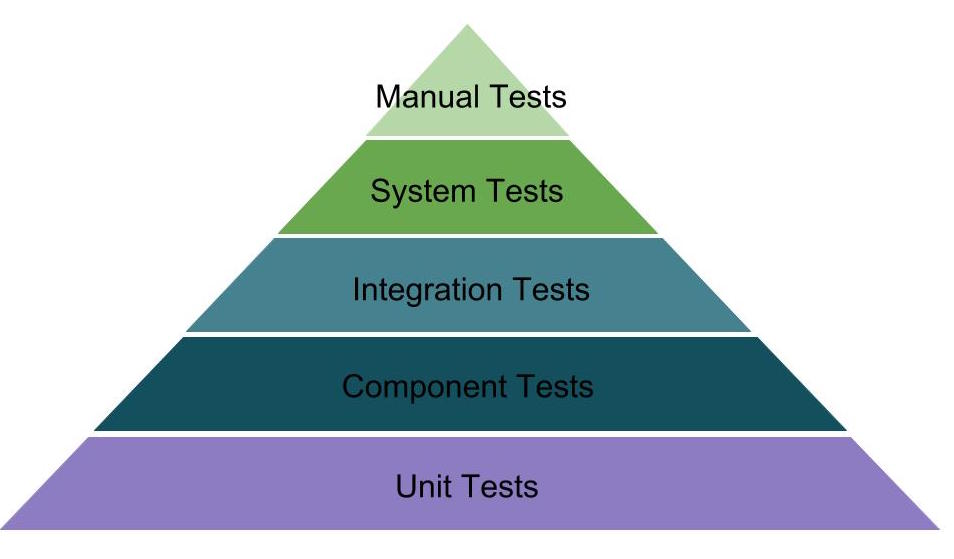 Manual Tests
System Tests
Integration Tests
Component Tests
Unit Tests